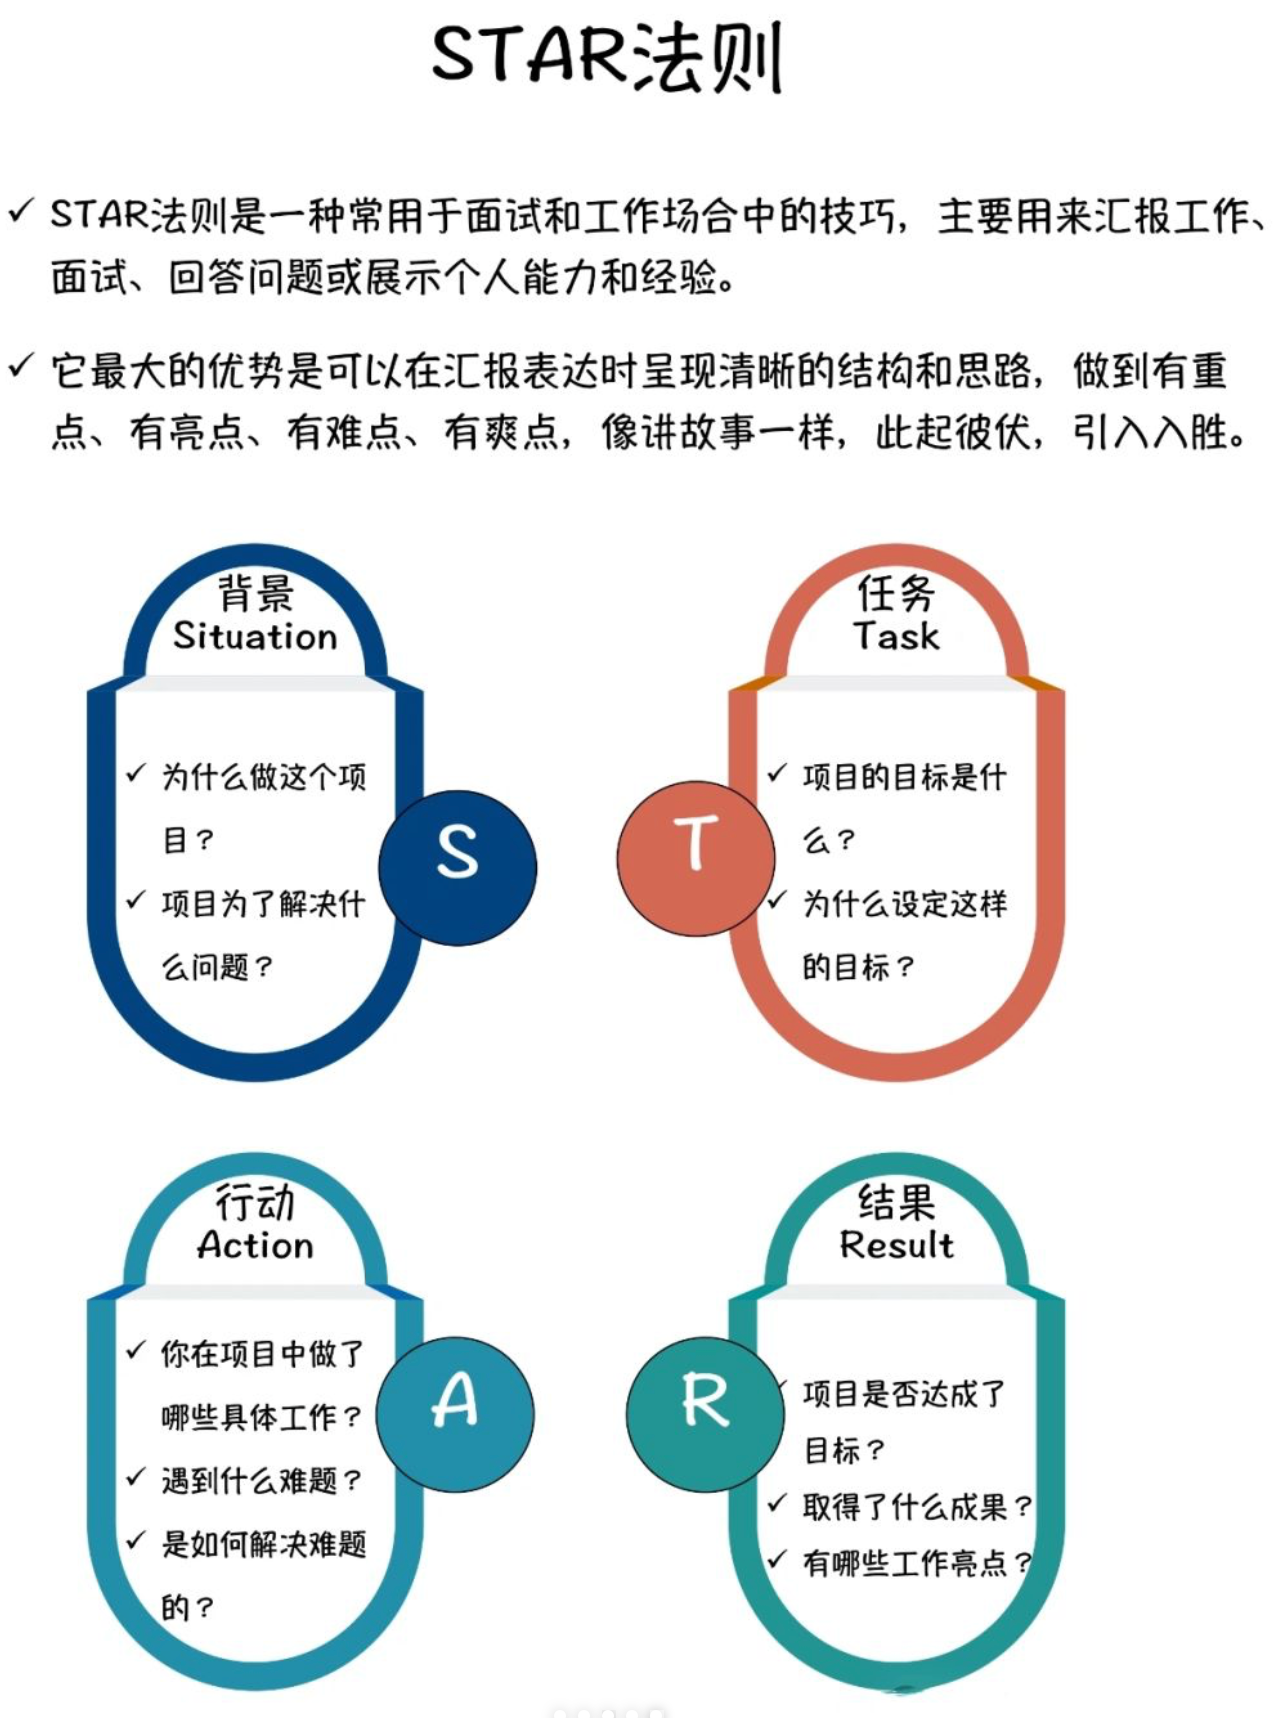 STAR法则
✓ STAR法则是一种常用于面试和工作场合中的技巧，主要用来汇报工作、
面试、回答问题或展示个人能力和经验。
✓ 它最大的优势是可以在汇报表达时呈现清晰的结构和思路，做到有重
点、有亮点、有难点、有爽点，像讲故事一样，此起彼伏，引入入胜。
背景
Situation
✓ 为什么做这个项
目？
✓ 项目为了解决什
么问题？
S
任务
Task
✓ 项目的目标是什
么？
✓ 为什么设定这样
的目标？
T
行动
Action
✓ 你在项目中做了
哪些具体工作？
✓ 遇到什么难题？
✓ 是如何解决难题
的？
A
结果
Result
✓ 项目是否达成了
目标？
✓ 取得了什么成果？
✓ 有哪些工作亮点？
R